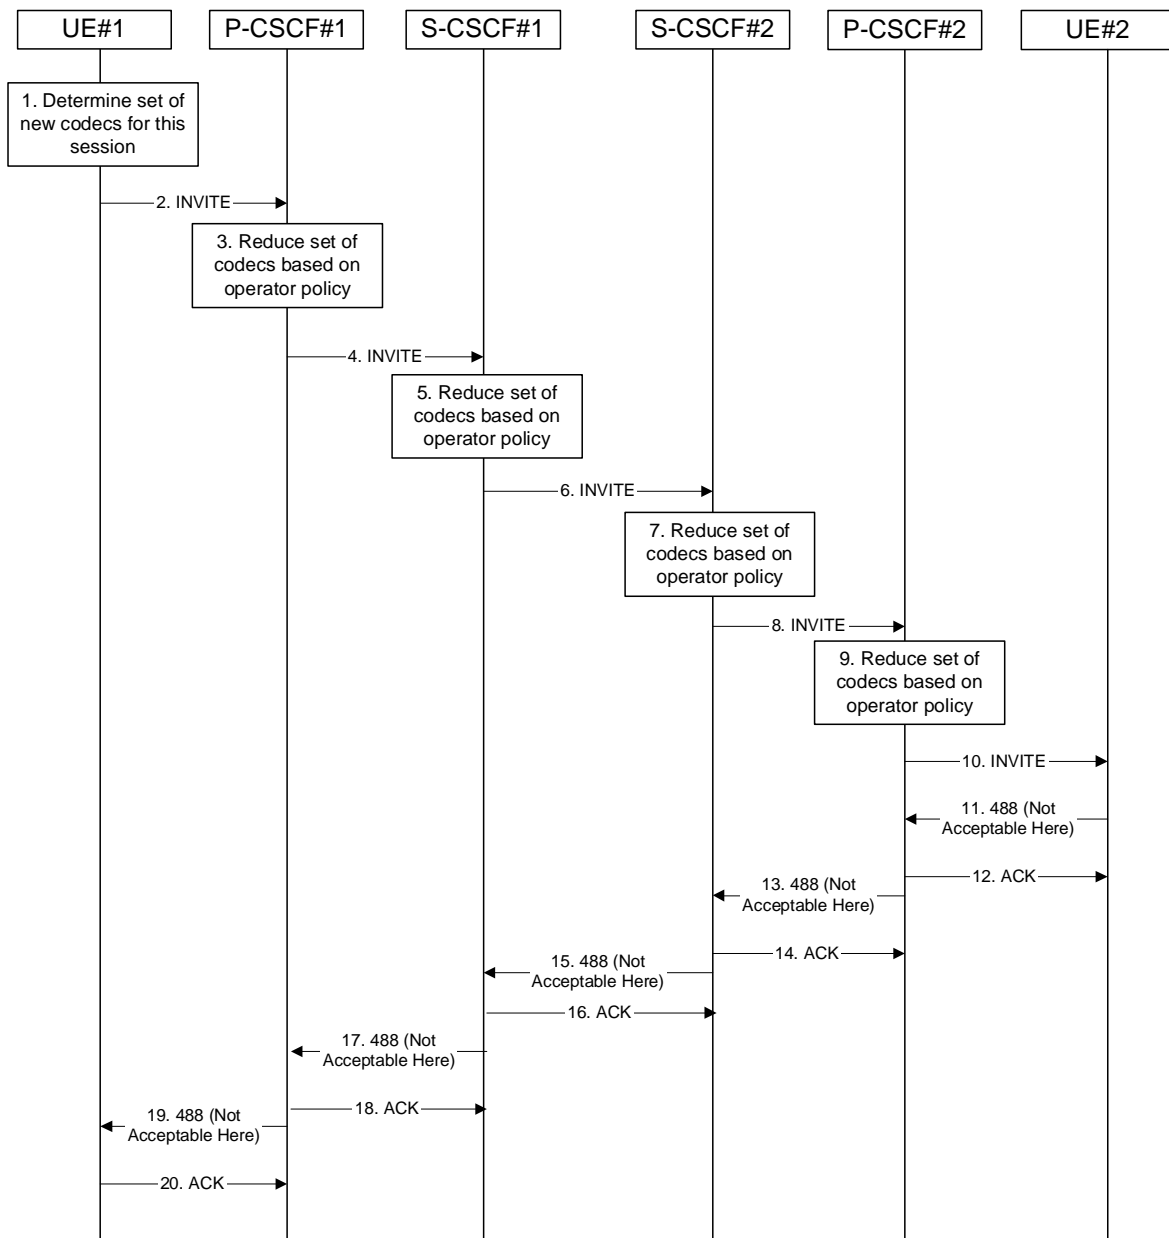 UE#1
P-CSCF#1
S-CSCF#1
S-CSCF#2
P-CSCF#2
UE#2
1. Determine set of
new codecs for this
session
2. INVITE
3. Reduce set of
codecs based on
operator policy
4. INVITE
5. Reduce set of
codecs based on
operator policy
6. INVITE
7. Reduce set of
codecs based on
operator policy
8. INVITE
9. Reduce set of
codecs based on
operator policy
10. INVITE
11. 488 (Not
Acceptable Here)
12. ACK
13. 488 (Not
Acceptable Here)
14. ACK
15. 488 (Not
Acceptable Here)
16. ACK
17. 488 (Not
Acceptable Here)
18. ACK
19. 488 (Not
Acceptable Here)
20. ACK